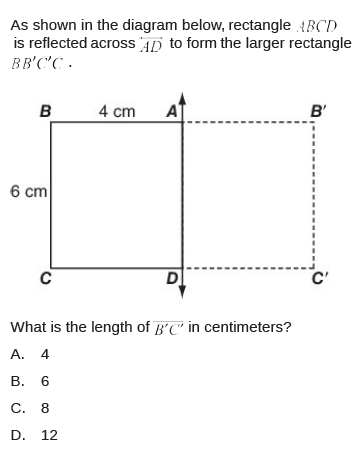 As shown in the diagram below, rectangle ABCD
is reflected across AD to form the larger rectangle
BB'C'C .
B 4 cm A B'
6 cm
C D C'
What is the length of B'C' in centimeters?
A. 4
B. 6
C. 8
D. 12